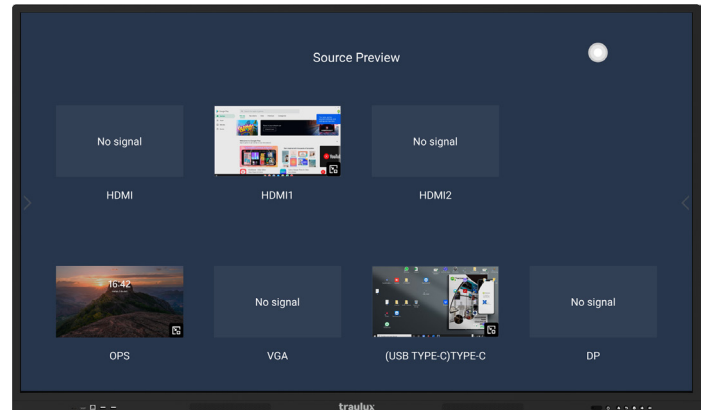 Source Preview
No signal
No signal
HDMI
HDMI1
HDMI2
16:42
No signal
No signal
OPS
VGA
(USB TYPE-C)TYPE-C
DP
traulux